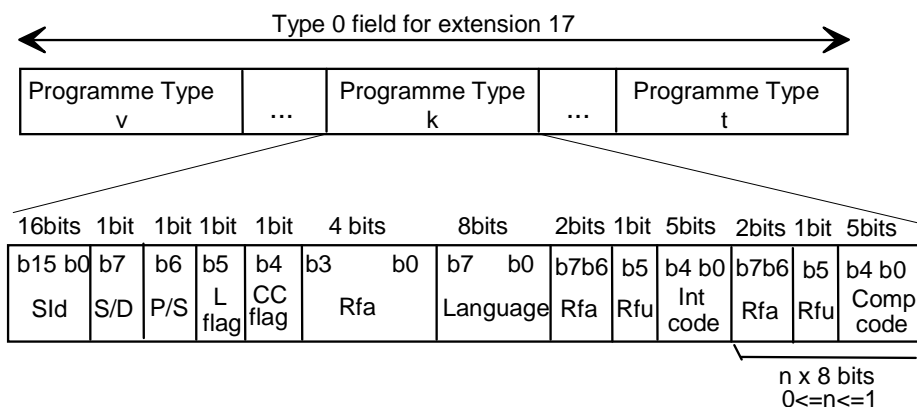 Type 0 field for extension 17
Programme Type v ... Programme Type k ... Programme Type t
16bits 1bit 1bit 1bit 1bit 4 bits 8bits 2bits 1bit 5bits 2bits 1bit 5bits
b15 b0 b7 b6 b5 b4 b3 b0 b7 b0 b7b6 b5 b4 b0 b7b6 b5 b4 b0
SId S/D P/S L flag CC flag Rfa Language Rfa Rfu Int code Rfa Rfu Comp code
n x 8 bits
0<=n<=1